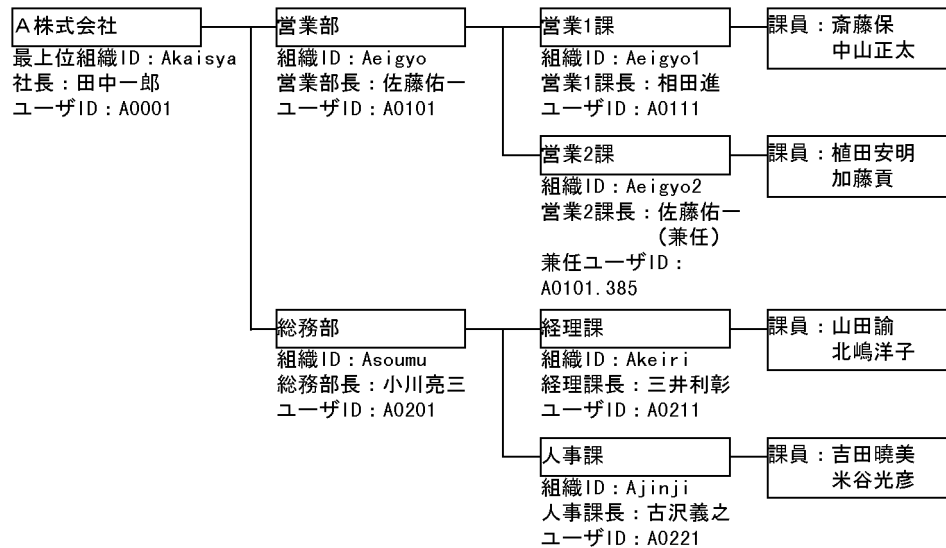 A株式会社
最上位組織ID：Akaisya
社長：田中一郎
ユーザID：A0001
営業部
組織ID：Aeigyo
営業部長：佐藤佑一
ユーザID：A0101
営業1課
組織ID：Aeigyo1
営業1課長：相田進
ユーザID：A0111
課員：斎藤保
中山正太
営業2課
組織ID：Aeigyo2
営業2課長：佐藤佑一
（兼任）
兼任ユーザID：
A0101.385
課員：植田安明
加藤貢
総務部
組織ID：Asoumu
総務部長：小川亮三
ユーザID：A0201
経理課
組織ID：Akeiri
経理課長：三井利彰
ユーザID：A0211
課員：山田諭
北嶋洋子
人事課
組織ID：Ajinji
人事課長：古沢義之
ユーザID：A0221
課員：吉田曉美
米谷光彦